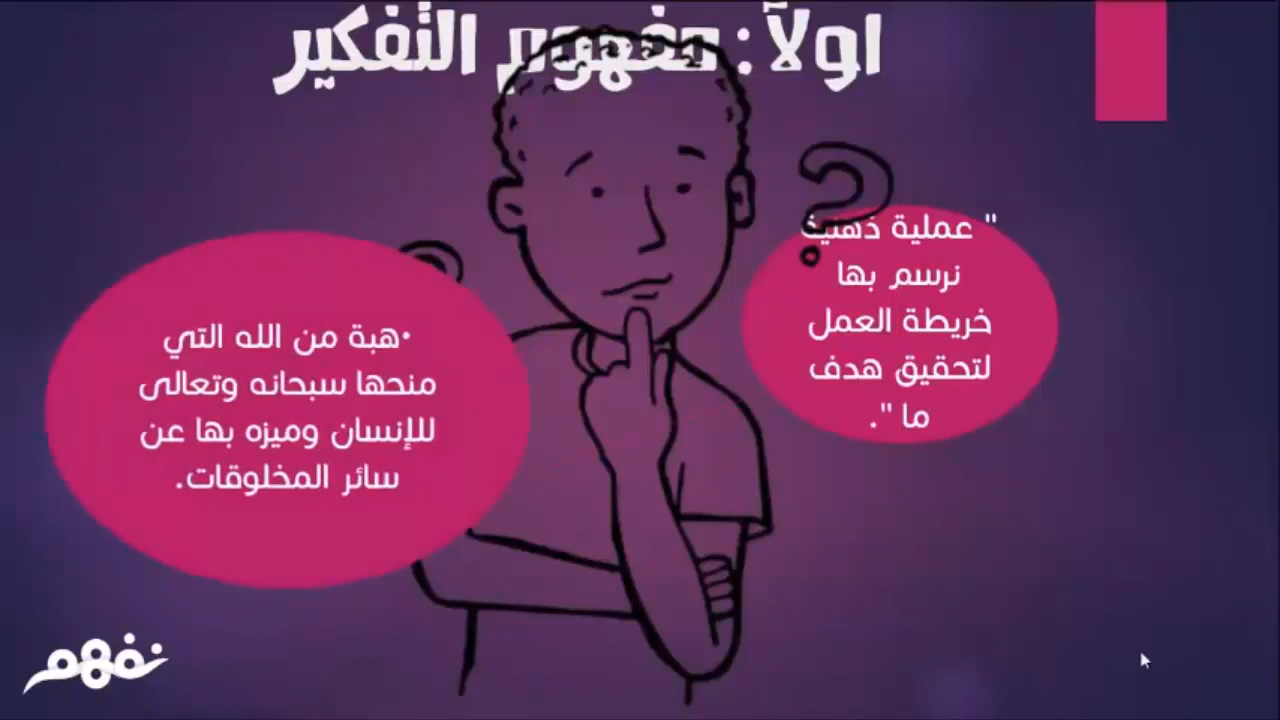 اولآ : مفهوم التفكير
" عملية ذهنية
نرسم بها
خريطة العمل
لتحقيق هدف
ما ".
•هبة من الله التي
منحها سبحانه وتعالى
للإنسان وميزه بها عن
سائر المخلوقات.
نفهم